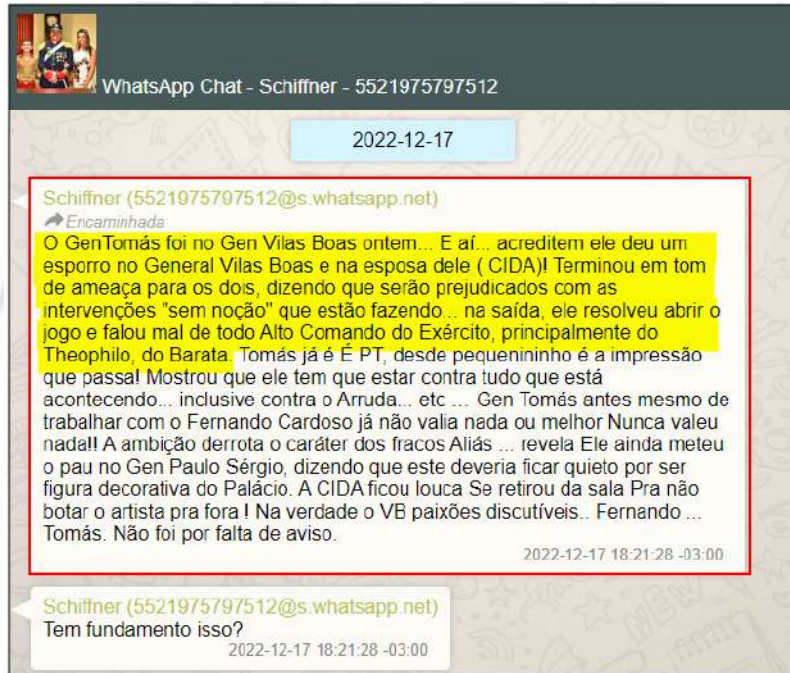 WhatsApp Chat - Schiffner - 5521975797512
2022-12-17
Schiffner (5521975797512@s.whatsapp.net)
Encaminhada
O GenTomás foi no Gen Vilas Boas ontem... E aí... acreditem ele deu um
esporro no General Vilas Boas e na esposa dele ( CIDA)! Terminou em tom
de ameaça para os dois, dizendo que serão prejudicados com as
intervenções "sem noção" que estão fazendo... na saída, ele resolveu abrir o
jogo e falou mal de todo Alto Comando do Exército, principalmente do
Theophilo, do Barata. Tomás já é É PT, desde pequenininho é a impressão
que passa! Mostrou que ele tem que estar contra tudo que está
acontecendo... inclusive contra o Arruda... etc ... Gen Tomás antes mesmo de
trabalhar com o Fernando Cardoso já não valia nada ou melhor Nunca valeu
nada!! A ambição derrota o caráter dos fracos Aliás ... revela Ele ainda meteu
o pau no Gen Paulo Sérgio, dizendo que este deveria ficar quieto por ser
figura decorativa do Palácio. A CIDA ficou louca Se retirou da sala Pra não
botar o artista pra fora ! Na verdade o VB paixões discutíveis.. Fernando ...
Tomás. Não foi por falta de aviso.
2022-12-17 18:21:28 -03:00
Schiffner (5521975797512@s.whatsapp.net)
Tem fundamento isso?
2022-12-17 18:21:28 -03:00